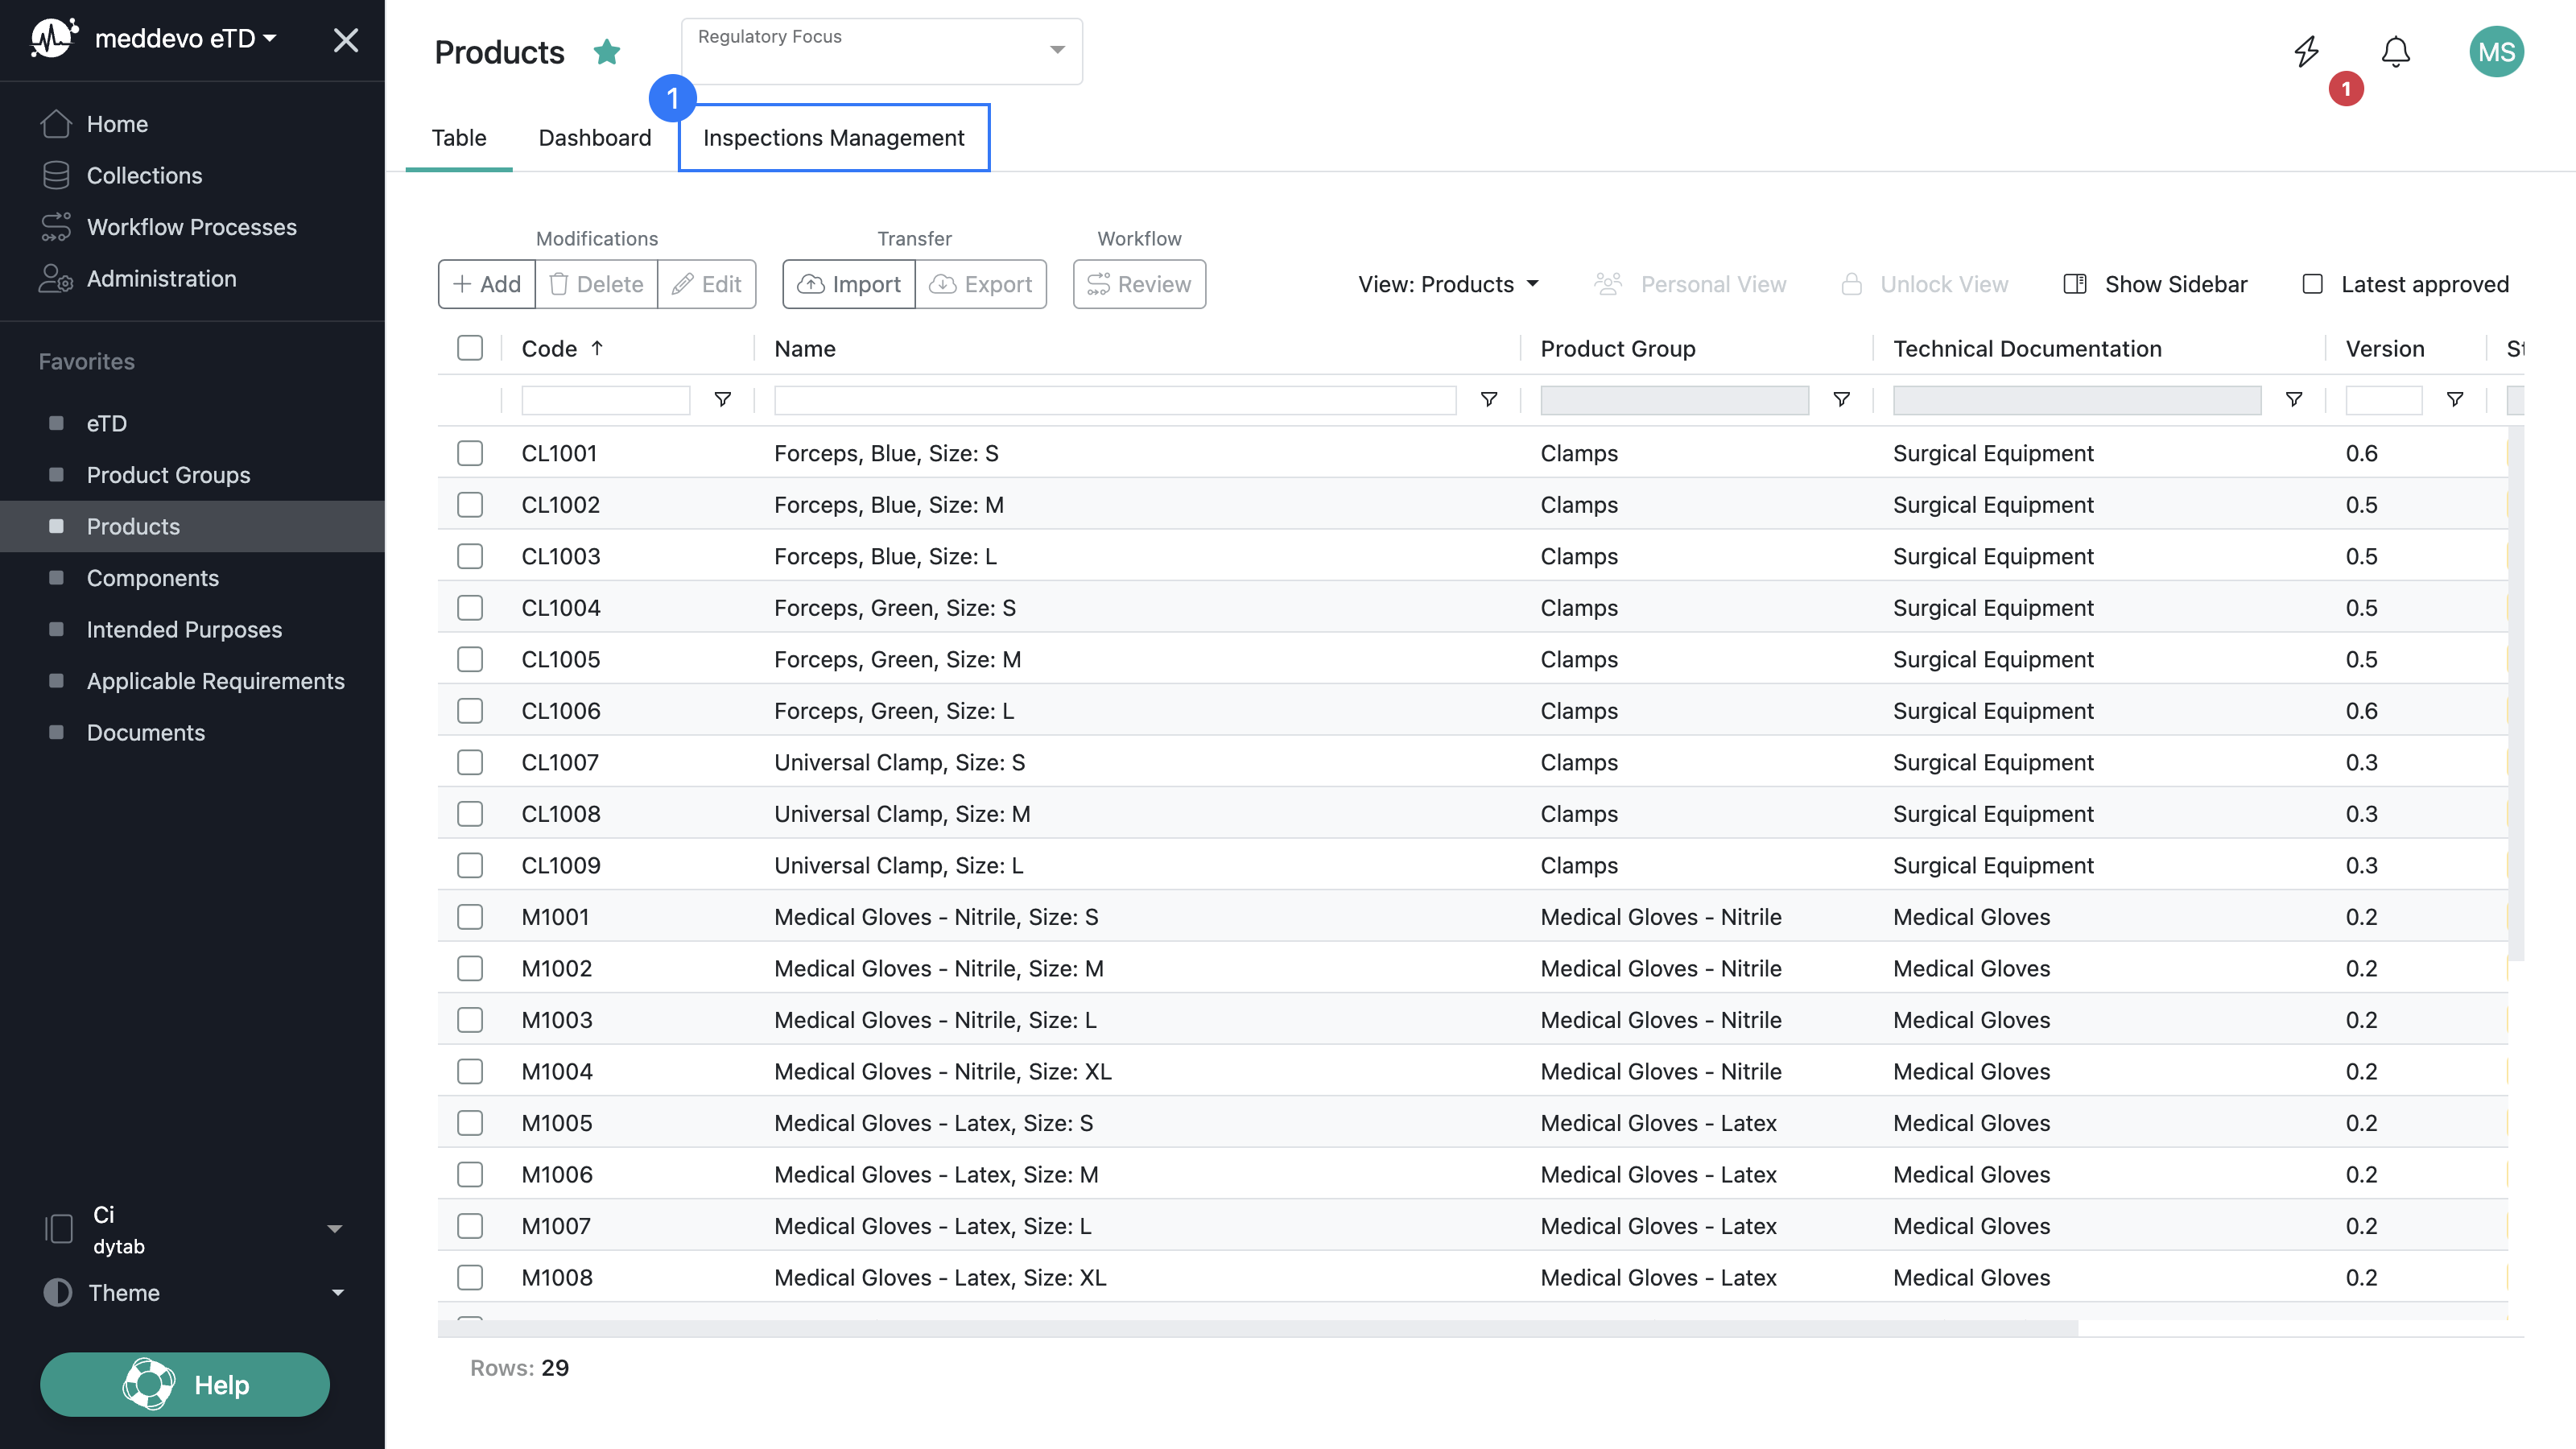 meddevo eTD
Home
Collections
Workflow Processes
Administration
Favorites
eTD
Product Groups
Products
Components
Intended Purposes
Applicable Requirements
Documents
Ci
dytab
Theme
Help
Products
Regulatory Focus
1
MS
1
Table Dashboard Inspections Management
Modifications Transfer Workflow
Add Delete Edit Import Export Review View: Products Personal View Unlock View Show Sidebar Latest approved
Code ↑ Name Product Group Technical Documentation Version St
CL1001 Forceps, Blue, Size: S Clamps Surgical Equipment 0.6
CL1002 Forceps, Blue, Size: M Clamps Surgical Equipment 0.5
CL1003 Forceps, Blue, Size: L Clamps Surgical Equipment 0.5
CL1004 Forceps, Green, Size: S Clamps Surgical Equipment 0.5
CL1005 Forceps, Green, Size: M Clamps Surgical Equipment 0.5
CL1006 Forceps, Green, Size: L Clamps Surgical Equipment 0.6
CL1007 Universal Clamp, Size: S Clamps Surgical Equipment 0.3
CL1008 Universal Clamp, Size: M Clamps Surgical Equipment 0.3
CL1009 Universal Clamp, Size: L Clamps Surgical Equipment 0.3
M1001 Medical Gloves - Nitrile, Size: S Medical Gloves - Nitrile Medical Gloves 0.2
M1002 Medical Gloves - Nitrile, Size: M Medical Gloves - Nitrile Medical Gloves 0.2
M1003 Medical Gloves - Nitrile, Size: L Medical Gloves - Nitrile Medical Gloves 0.2
M1004 Medical Gloves - Nitrile, Size: XL Medical Gloves - Nitrile Medical Gloves 0.2
M1005 Medical Gloves - Latex, Size: S Medical Gloves - Latex Medical Gloves 0.2
M1006 Medical Gloves - Latex, Size: M Medical Gloves - Latex Medical Gloves 0.2
M1007 Medical Gloves - Latex, Size: L Medical Gloves - Latex Medical Gloves 0.2
M1008 Medical Gloves - Latex, Size: XL Medical Gloves - Latex Medical Gloves 0.2
Rows: 29